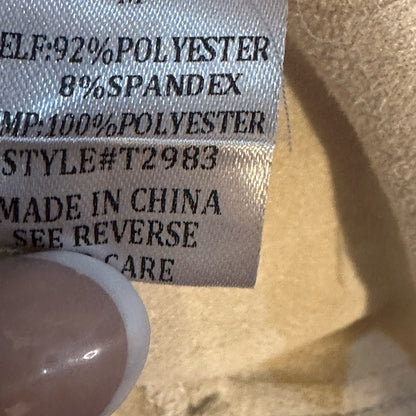 M
ELF:92%POLYESTER
8%SPANDEX
MP:100%POLYESTER
STYLE#T2983
MADE IN CHINA
SEE REVERSE
CARE